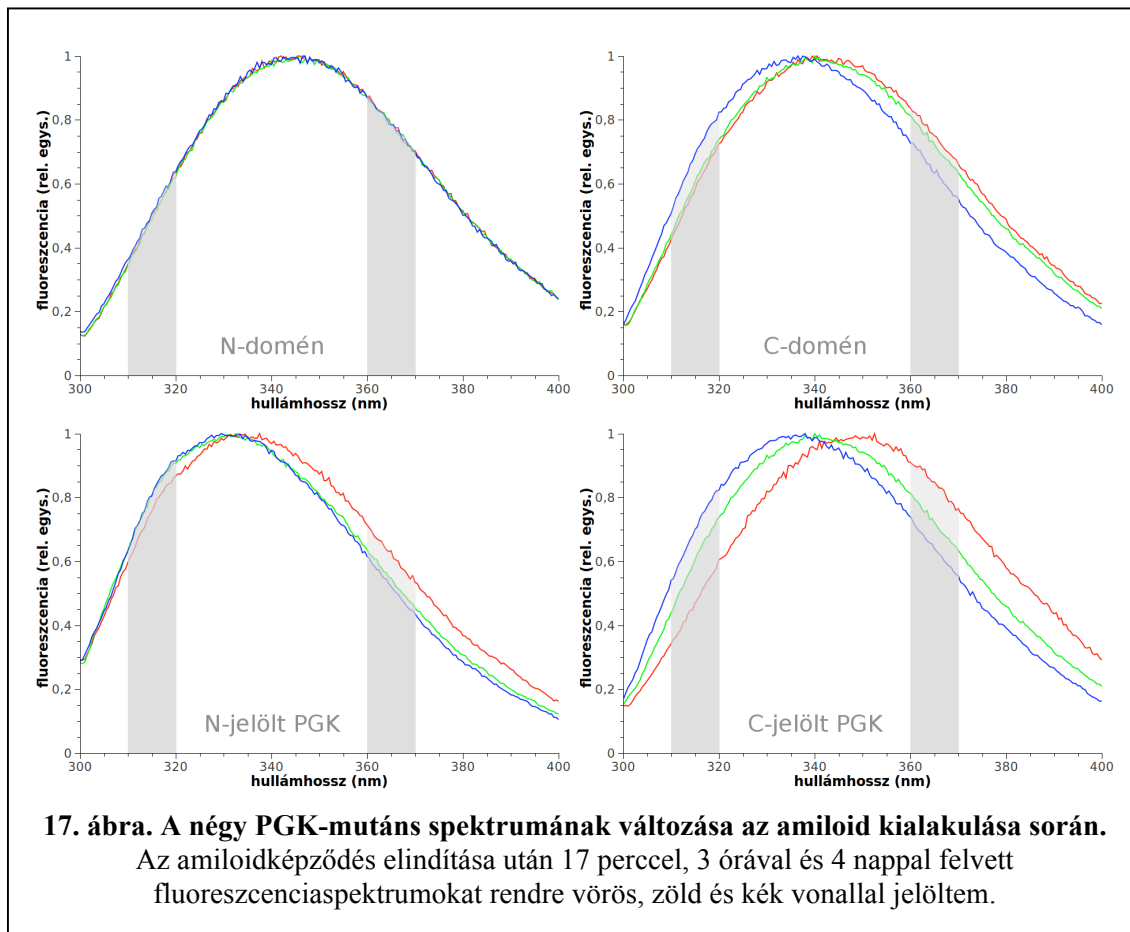 fluoreszcencia (rel. egys.)
1
0,8
0,6
0,4
0,2
0
N-domén
300 320 340 360 380 400
hullámhossz (nm)
fluoreszcencia (rel. egys.)
1
0,8
0,6
0,4
0,2
0
C-domén
300 320 340 360 380 400
hullámhossz (nm)
fluoreszcencia (rel. egys.)
1
0,8
0,6
0,4
0,2
0
N-jelölt PGK
300 320 340 360 380 400
hullámhossz (nm)
fluoreszcencia (rel. egys.)
1
0,8
0,6
0,4
0,2
0
C-jelölt PGK
300 320 340 360 380 400
hullámhossz (nm)
17. ábra. A négy PGK-mutáns spektrumának változása az amiloid kialakulása során.
Az amiloidképződés elindítása után 17 perccel, 3 órával és 4 nappal felvett
fluoreszcenciaspektrumokat rendre vörös, zöld és kék vonallal jelöltem.